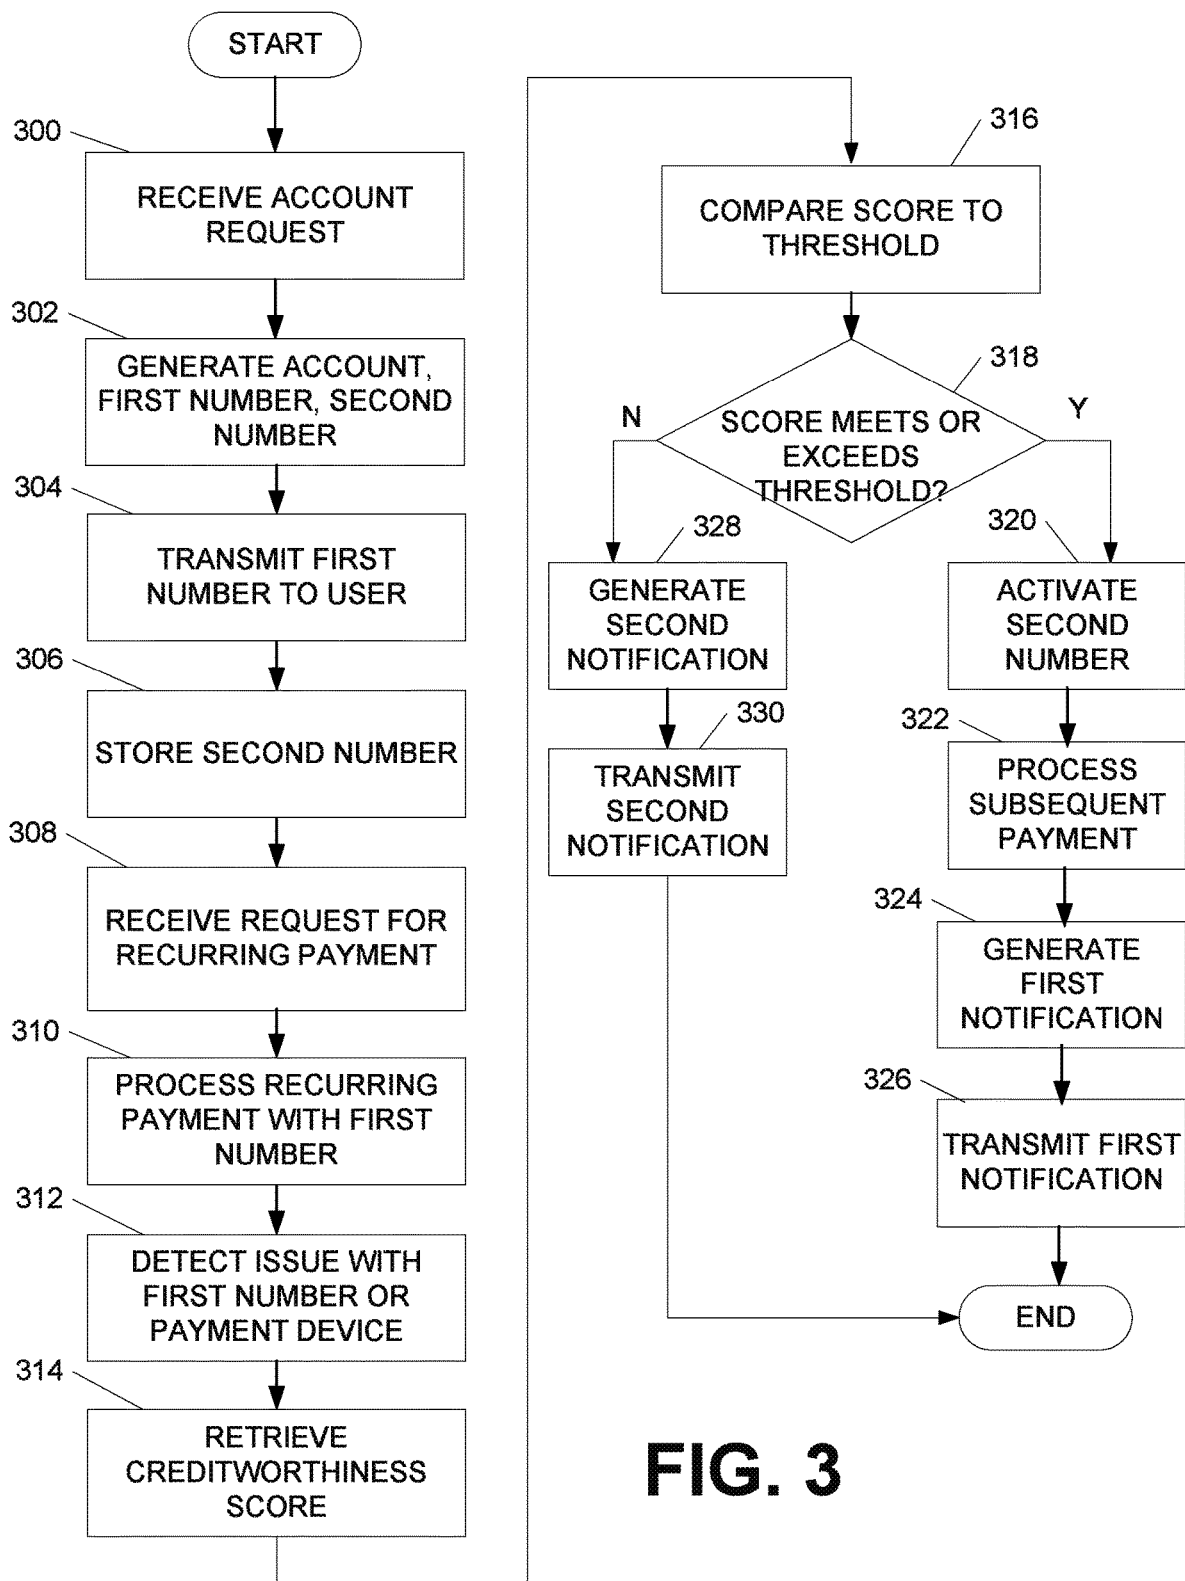 START
300
RECEIVE ACCOUNT
REQUEST
302
GENERATE ACCOUNT,
FIRST NUMBER, SECOND
NUMBER
304
TRANSMIT FIRST
NUMBER TO USER
306
STORE SECOND NUMBER
308
RECEIVE REQUEST FOR
RECURRING PAYMENT
310
PROCESS RECURRING
PAYMENT WITH FIRST
NUMBER
312
DETECT ISSUE WITH
FIRST NUMBER OR
PAYMENT DEVICE
314
RETRIEVE
CREDITWORTHINESS
SCORE
316
COMPARE SCORE TO
THRESHOLD
318
SCORE MEETS OR
EXCEEDS
THRESHOLD?
N
Y
328
GENERATE
SECOND
NOTIFICATION
330
TRANSMIT
SECOND
NOTIFICATION
320
ACTIVATE
SECOND
NUMBER
322
PROCESS
SUBSEQUENT
PAYMENT
324
GENERATE
FIRST
NOTIFICATION
326
TRANSMIT FIRST
NOTIFICATION
END
FIG. 3